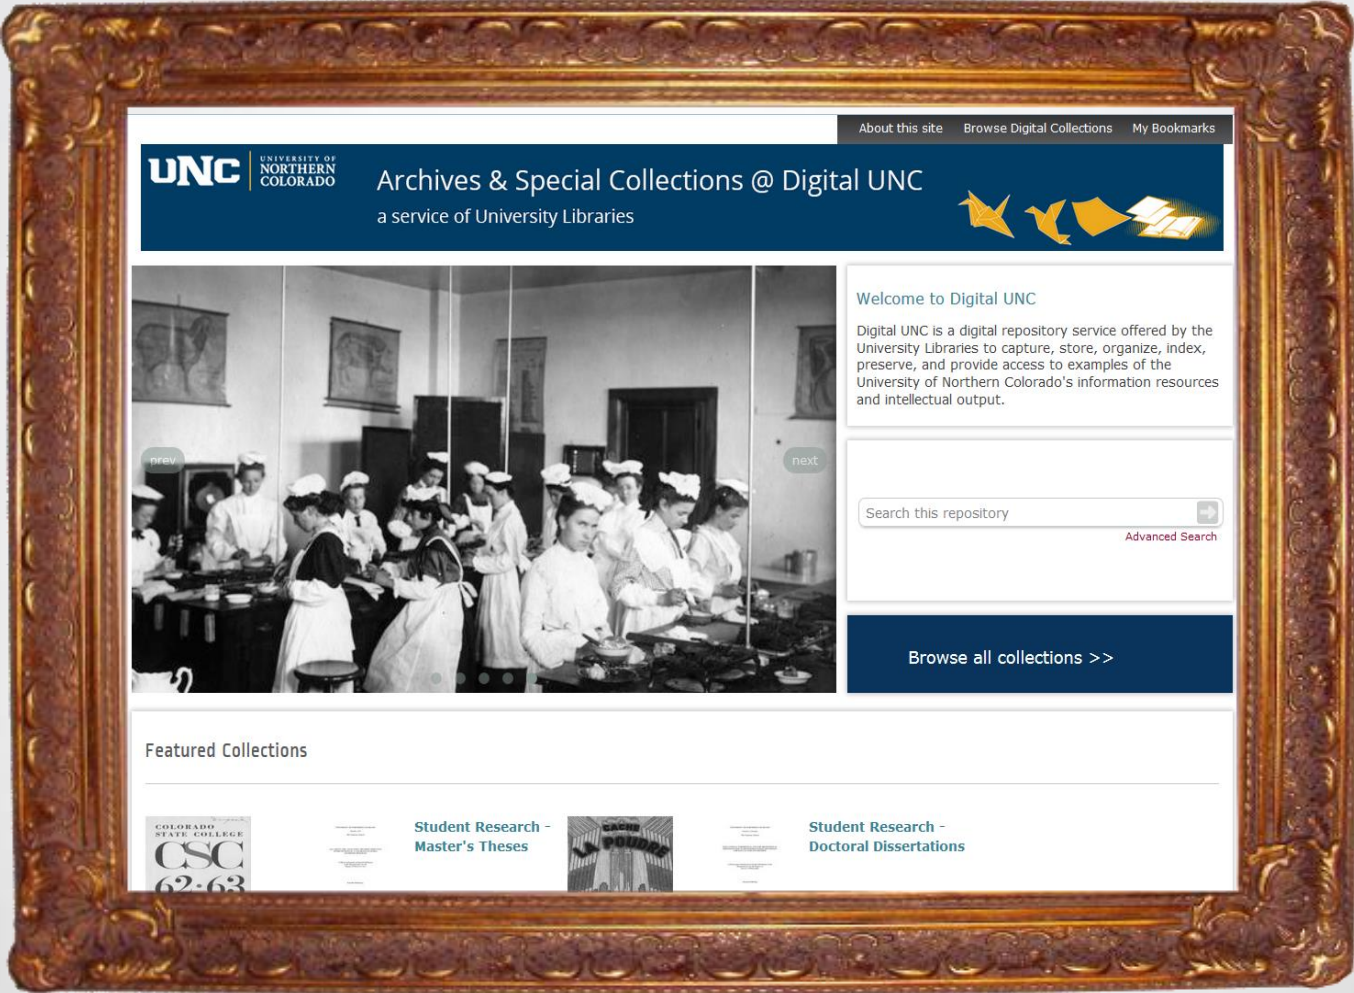 About this site Browse Digital Collections My Bookmarks
UNC UNIVERSITY OF
NORTHERN
COLORADO
Archives & Special Collections @ Digital UNC
a service of University Libraries
prev
next
Welcome to Digital UNC
Digital UNC is a digital repository service offered by the
University Libraries to capture, store, organize, index,
preserve, and provide access to examples of the
University of Northern Colorado's information resources
and intellectual output.
Search this repository
Advanced Search
Browse all collections >>
Featured Collections
COLORADO
STATE COLLEGE
CSC
62·63
Student Research -
Master's Theses
CACHE
LA POUDRE
Student Research -
Doctoral Dissertations